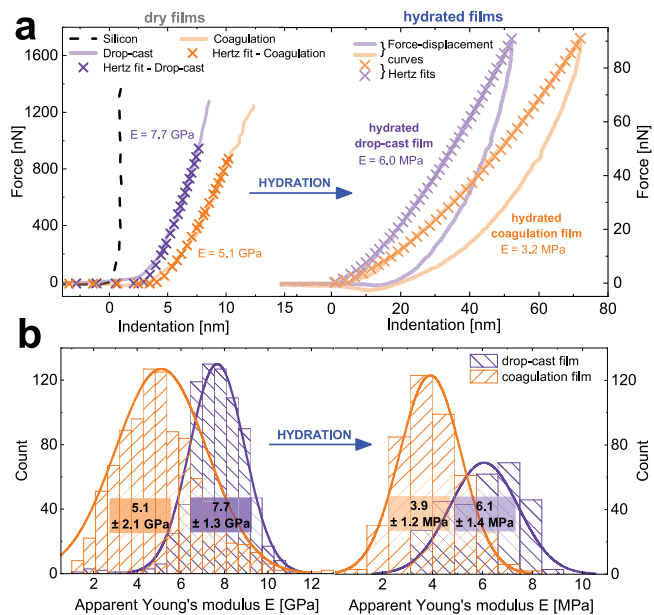 a
dry films
hydrated films
Silicon
Drop-cast
Coagulation
Hertz fit - Drop-cast
Hertz fit - Coagulation
Force-displacement
curves
Hertz fits
Force [nN]
1600
1200
800
400
0
E = 7.7 GPa
E = 5.1 GPa
HYDRATION
hydrated
drop-cast film
E = 6.0 MPa
hydrated
coagulation film
E = 3.2 MPa
80
60
40
20
0
Force [nN]
0 5 10 15
Indentation [nm]
0 20 40 60 80
Indentation [nm]
b
drop-cast film
coagulation film
Count
120
80
40
0
HYDRATION
5.1
± 2.1 GPa
7.7
± 1.3 GPa
3.9
± 1.2 MPa
6.1
± 1.4 MPa
120
80
40
0
Count
2 4 6 8 10 12
Apparent Young's modulus E [GPa]
2 4 6 8 10
Apparent Young's modulus E [MPa]